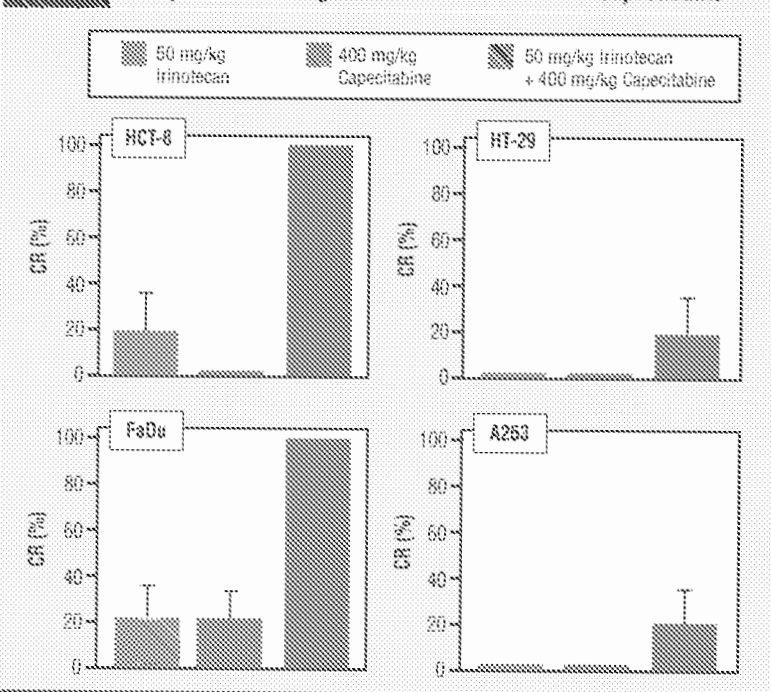 50 mg/kg
Irinotecan
400 mg/kg
Capecitabine
50 mg/kg Irinotecan
+ 400 mg/kg Capecitabine
HCT-8
100
80
60
40
20
0
CR (%)
HT-29
100
80
60
40
20
0
CR (%)
FaDu
100
80
60
40
20
0
CR (%)
A253
100
80
60
40
20
0
CR (%)